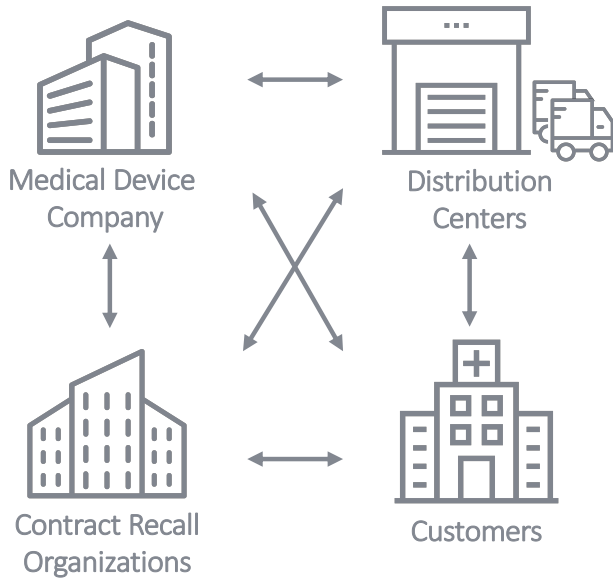 Medical Device
Company
Distribution
Centers
Contract Recall
Organizations
Customers